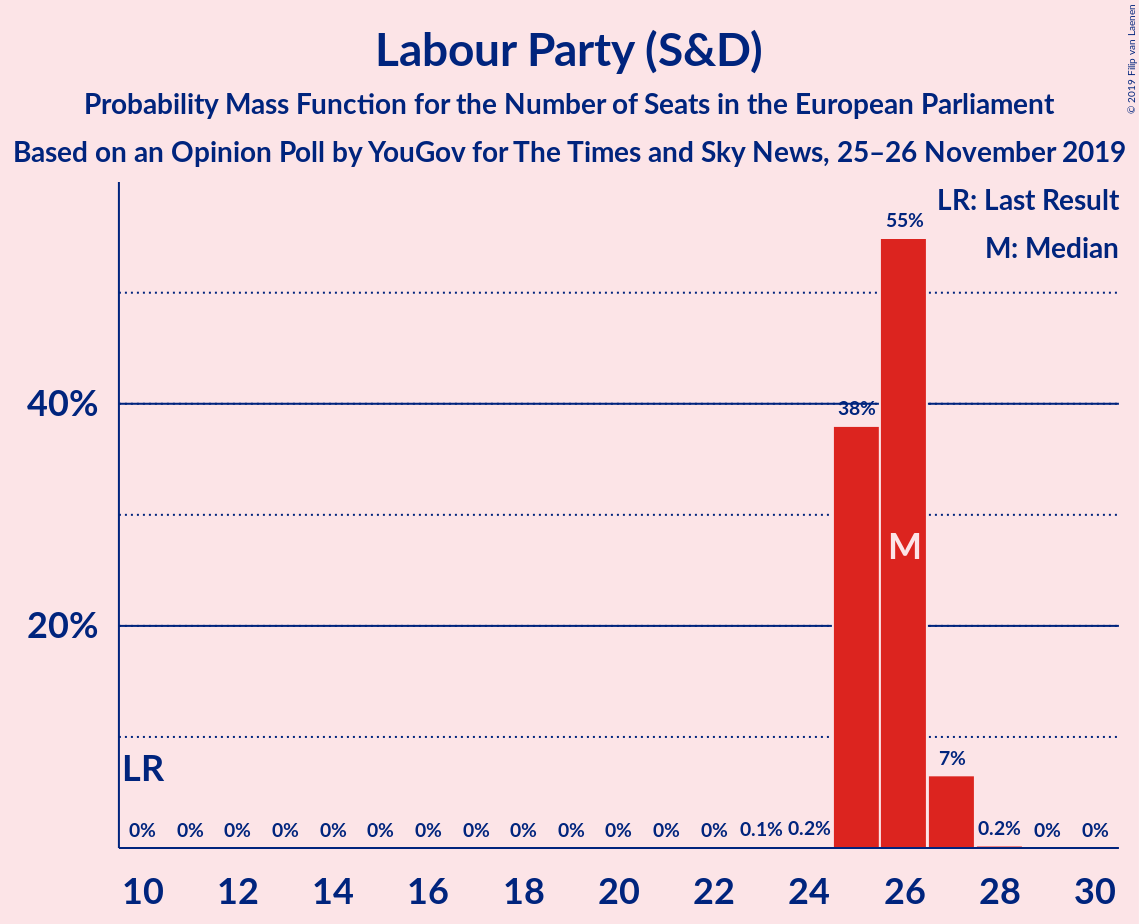 Labour Party (S&D)
Probability Mass Function for the Number of Seats in the European Parliament
Based on an Opinion Poll by YouGov for The Times and Sky News, 25–26 November 2019
© 2019 Filip van Laenen
LR: Last Result
M: Median
55%
40%
38%
M
20%
LR
7%
0% 0% 0% 0% 0% 0% 0% 0% 0% 0% 0% 0% 0% 0.1% 0.2% 0.2% 0% 0%
10 12 14 16 18 20 22 24 26 28 30